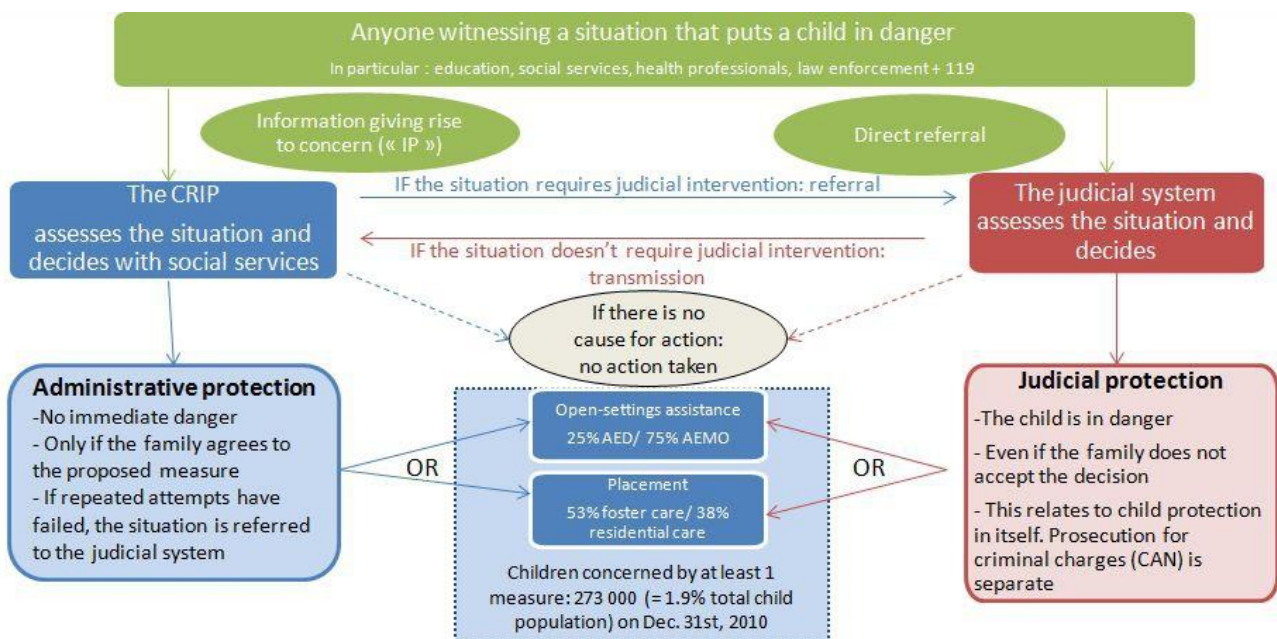 Anyone witnessing a situation that puts a child in danger
In particular : education, social services, health professionals, law enforcement + 119
Information giving rise
to concern (« IP »)
Direct referral
The CRIP
assesses the situation and
decides with social services
IF the situation requires judicial intervention: referral
IF the situation doesn't require judicial intervention:
transmission
The judicial system
assesses the situation and
decides
If there is no
cause for action:
no action taken
Administrative protection
-No immediate danger
- Only if the family agrees to
the proposed measure
- If repeated attempts have
failed, the situation is referred
to the judicial system
OR
Open-settings assistance
25% AED/ 75% AEMO
Placement
53% foster care/ 38%
residential care
Children concerned by at least 1
measure: 273 000 (= 1.9% total child
population) on Dec. 31st, 2010
OR
Judicial protection
-The child is in danger
- Even if the family does not
accept the decision
- This relates to child protection
in itself. Prosecution for
criminal charges (CAN) is
separate